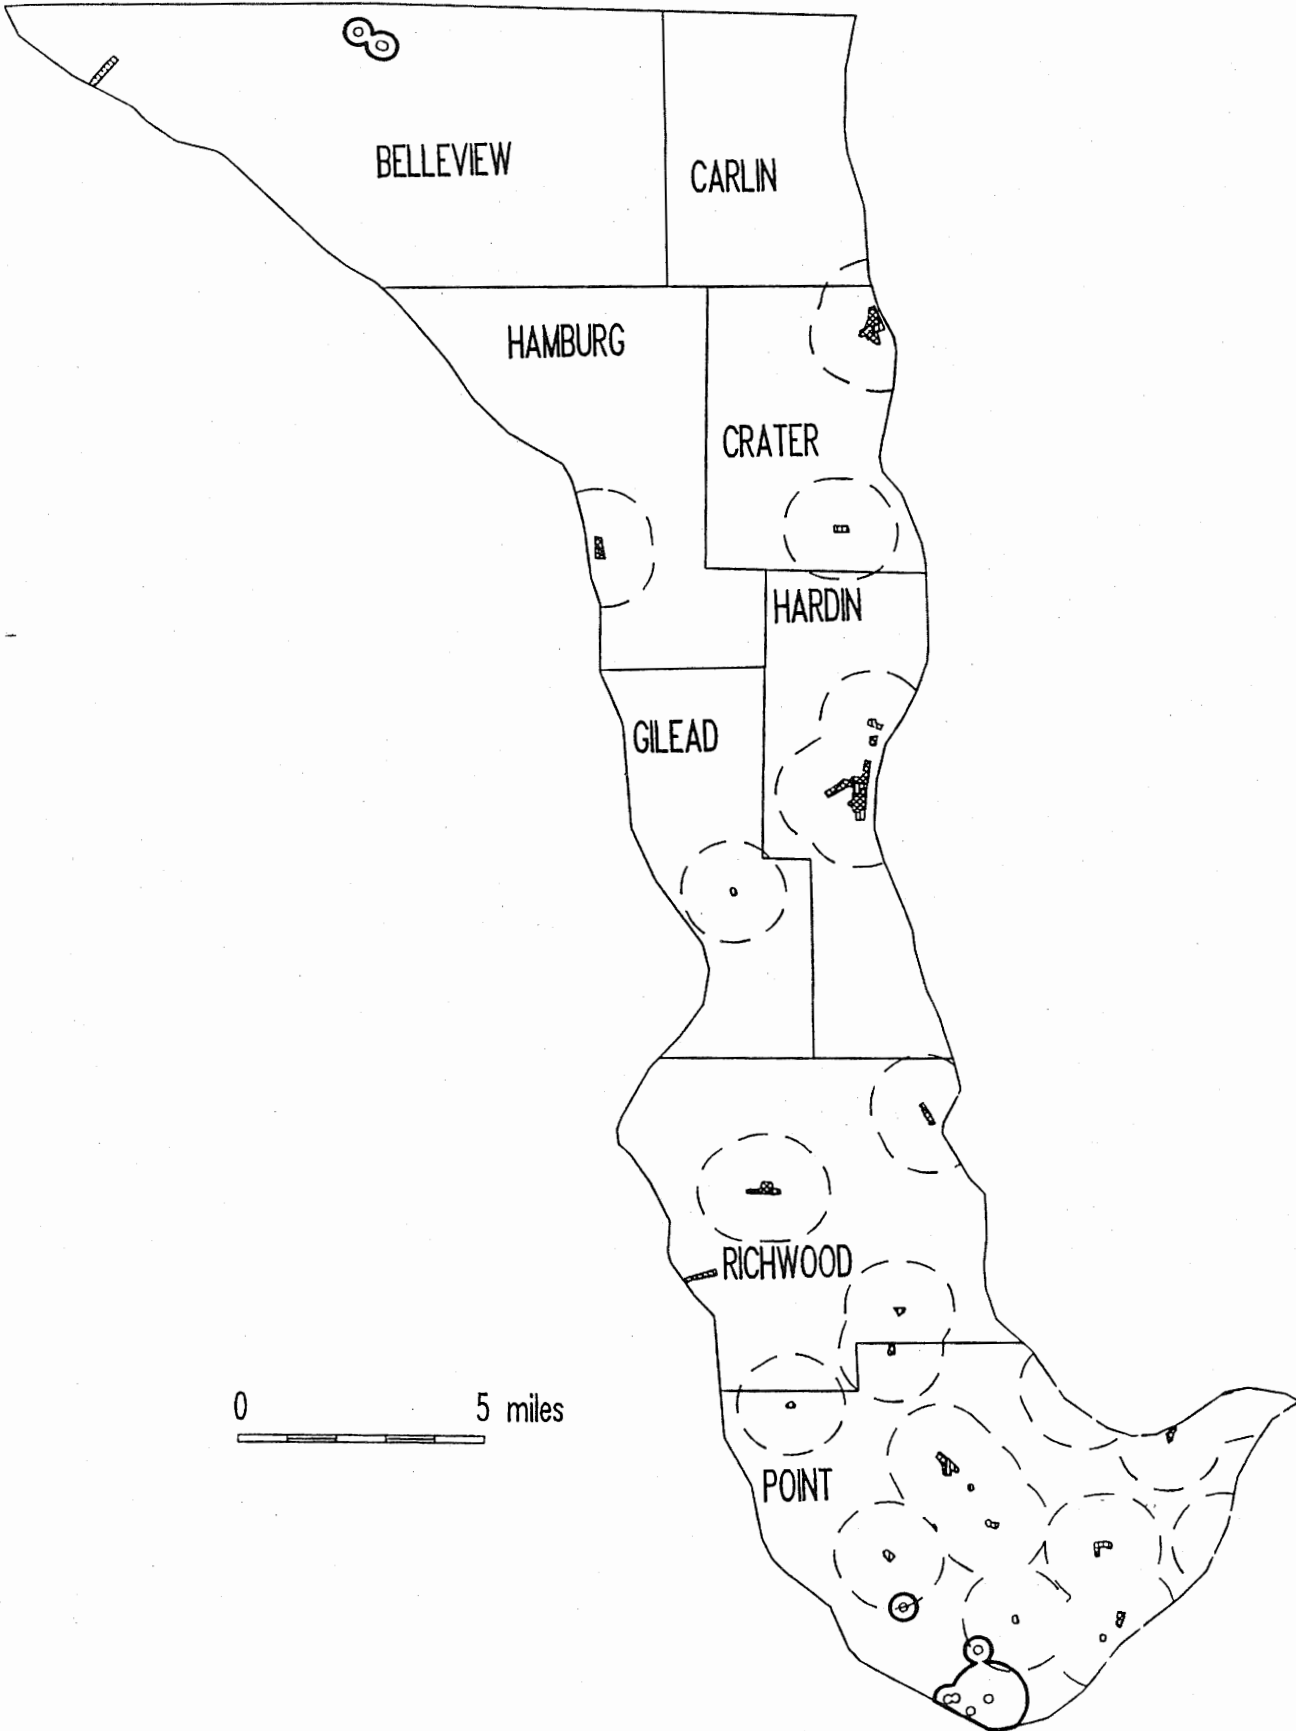 BELLEVIEW
CARLIN
HAMBURG
CRATER
HARDIN
GILEAD
RICHWOOD
0 5 miles
POINT